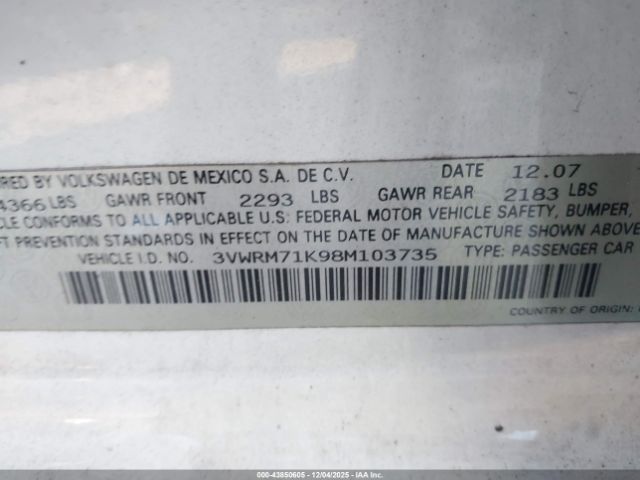 RED BY VOLKSWAGEN DE MEXICO S.A. DE C.V. DATE 12.07
4366 LBS GAWR FRONT 2293 LBS GAWR REAR 2183 LBS
CLE CONFORMS TO ALL APPLICABLE U.S. FEDERAL MOTOR VEHICLE SAFETY, BUMPER,
FT PREVENTION STANDARDS IN EFFECT ON THE DATE OF MANUFACTURE SHOWN ABOVE
VEHICLE I.D. NO. 3VWRM71K98M103735 TYPE: PASSENGER CAR
COUNTRY OF ORIGIN:
000-43850605 - 12/04/2025 - IAAI.COM